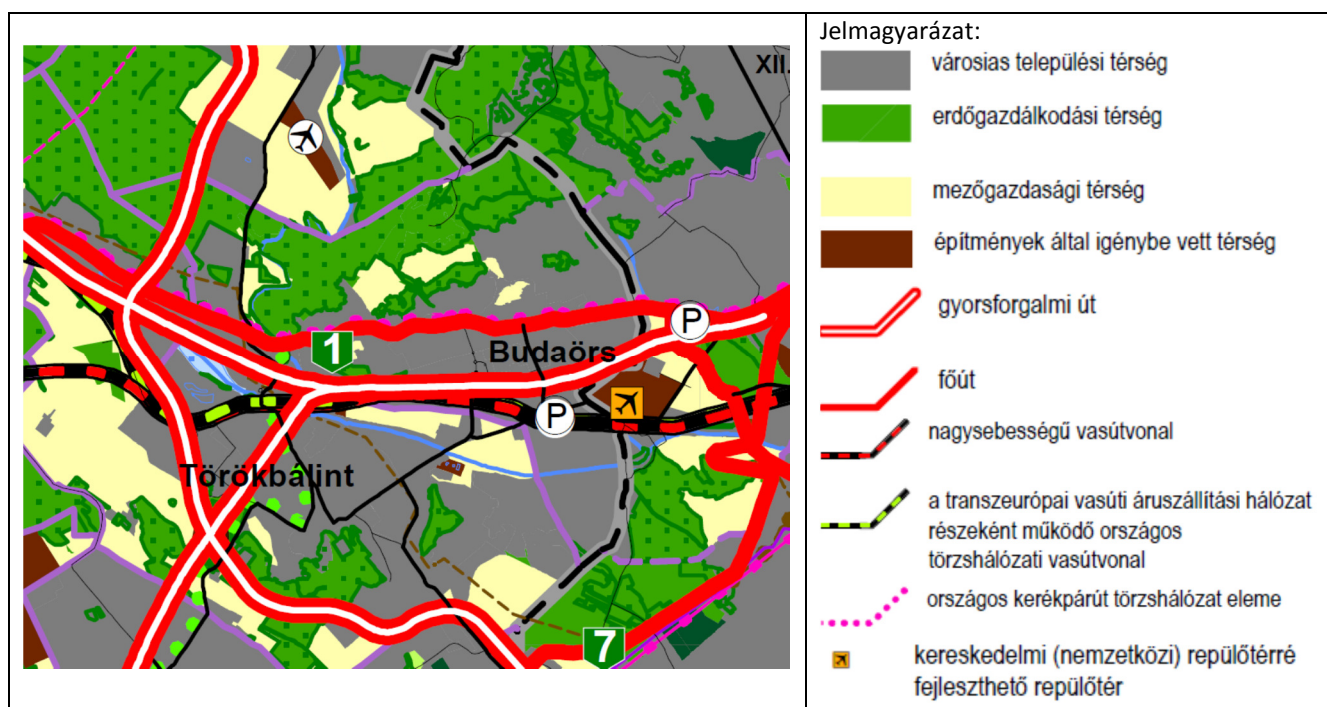 XII.
1
P
Budaörs
P
Törökbálint
7
Jelmagyarázat:
városias települési térség
erdőgazdálkodási térség
mezőgazdasági térség
építmények által igénybe vett térség
gyorsforgalmi út
főút
nagysebességű vasútvonal
a transzeurópai vasúti áruszállítási hálózat
részeként működő országos
törzshálózati vasútvonal
országos kerékpárút törzshálózat eleme
kereskedelmi (nemzetközi) repülőtérré
fejleszthető repülőtér